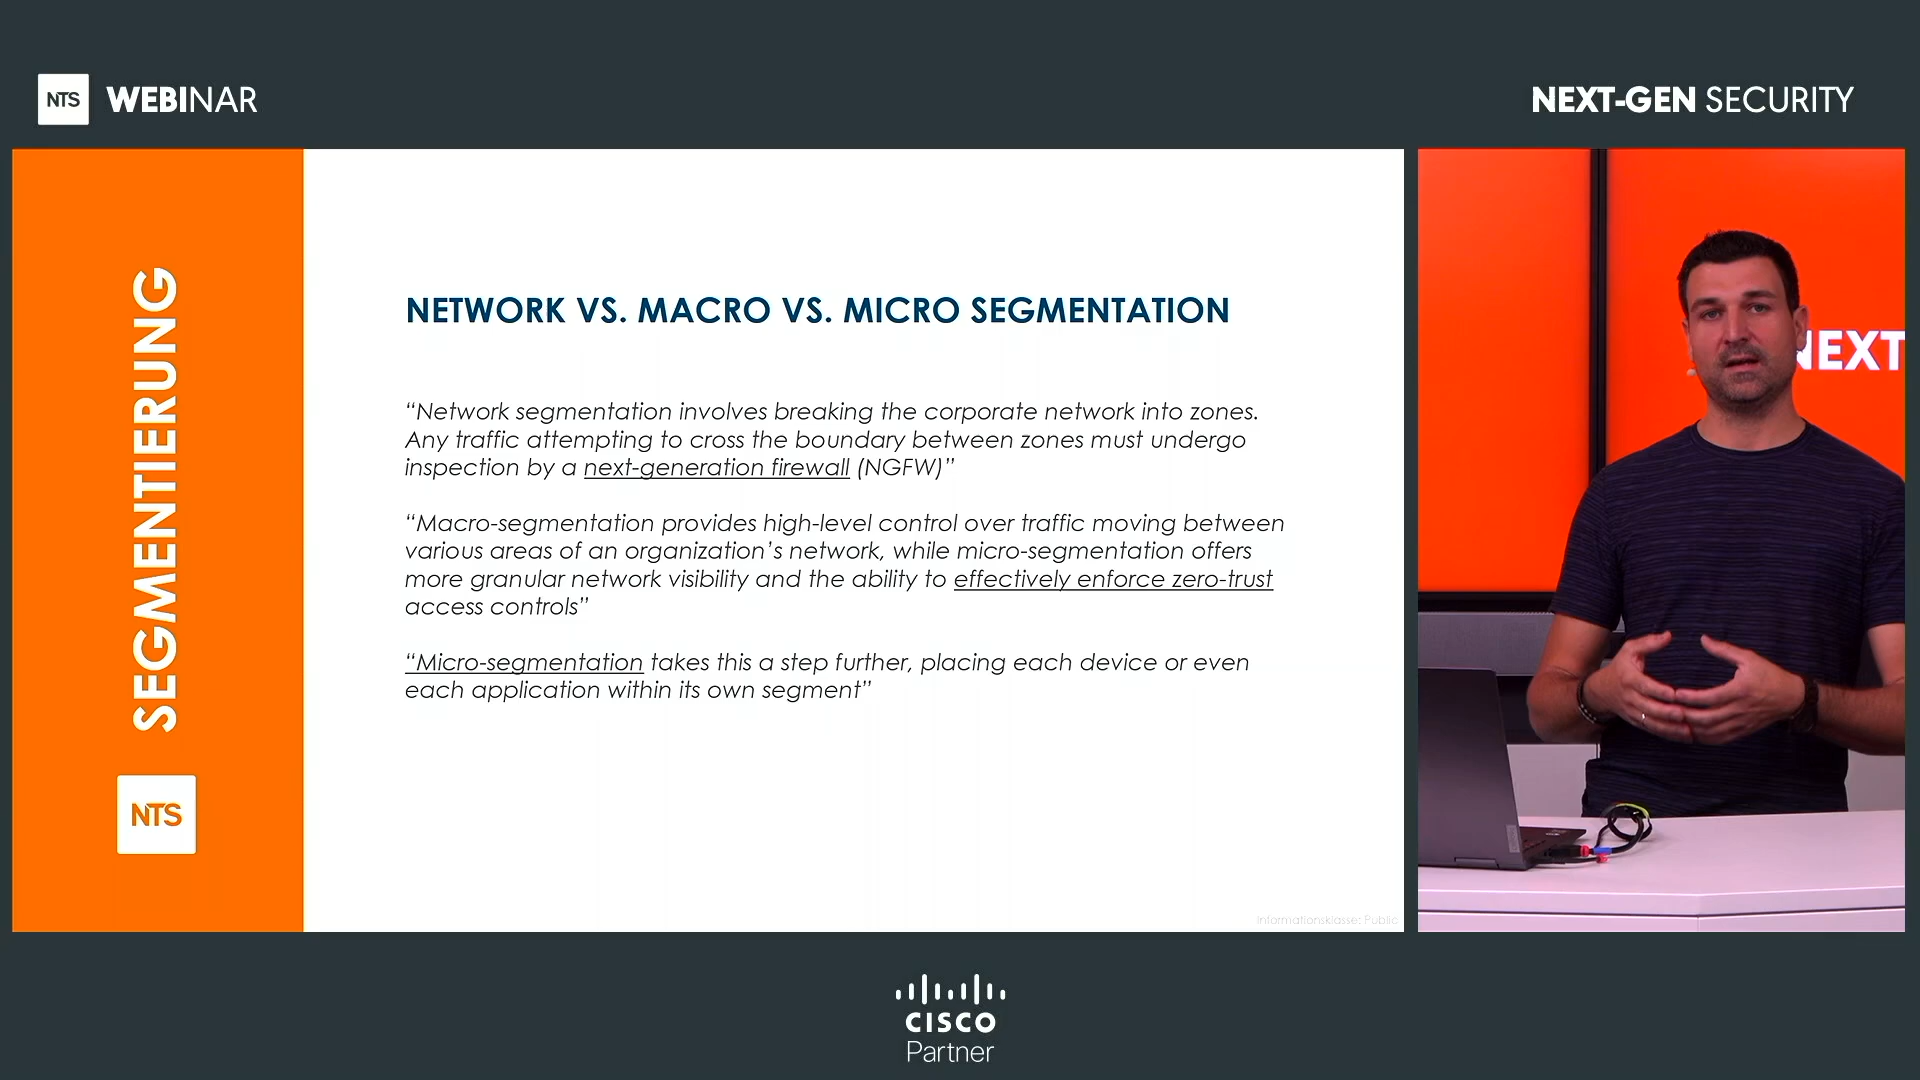 NTS WEBINAR
NEXT-GEN SECURITY
SEGMENTIERUNG
NTS
NETWORK VS. MACRO VS. MICRO SEGMENTATION
“Network segmentation involves breaking the corporate network into zones.
Any traffic attempting to cross the boundary between zones must undergo
inspection by a next-generation firewall (NGFW)”
“Macro-segmentation provides high-level control over traffic moving between
various areas of an organization’s network, while micro-segmentation offers
more granular network visibility and the ability to effectively enforce zero-trust
access controls”
“Micro-segmentation takes this a step further, placing each device or even
each application within its own segment”
Informationsklasse: Public
NEXT
CISCO
Partner